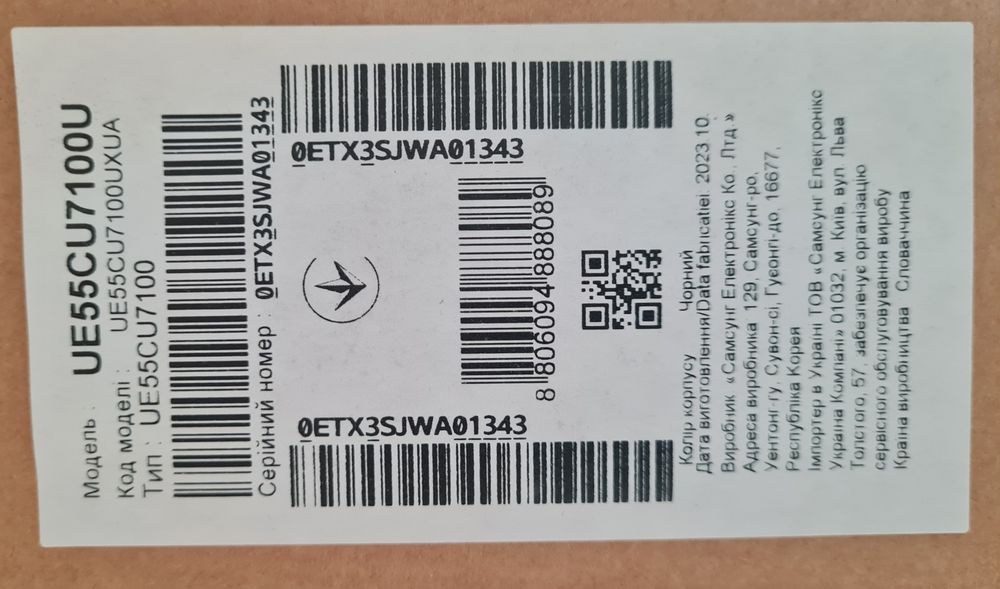 Модель : UE55CU7100U
Код моделі : UE55CU7100UXUA
Тип : UE55CU7100
Серійний номер : 0ETX3SJWA01343
0ETX3SJWA01343
8 806094 888089
0ETX3SJWA01343
Колір корпусу Чорний
Дата виготовлення/Data fabricatiei: 2023.10.
Виробник «Самсунг Електронікс Ко., Лтд.»
Адреса виробника 129, Самсунг-ро,
Yентонг-гу, Сувон-сі, Гуєонгі-до, 16677,
Республіка Корея
Імпортер в Україні ТОВ «Самсунг Електронікс
Україна Компані» 01032, м. Київ, вул. Льва
Толстого, 57, забезпечує організацію
сервісного обслуговування виробу
Країна виробництва Словаччина